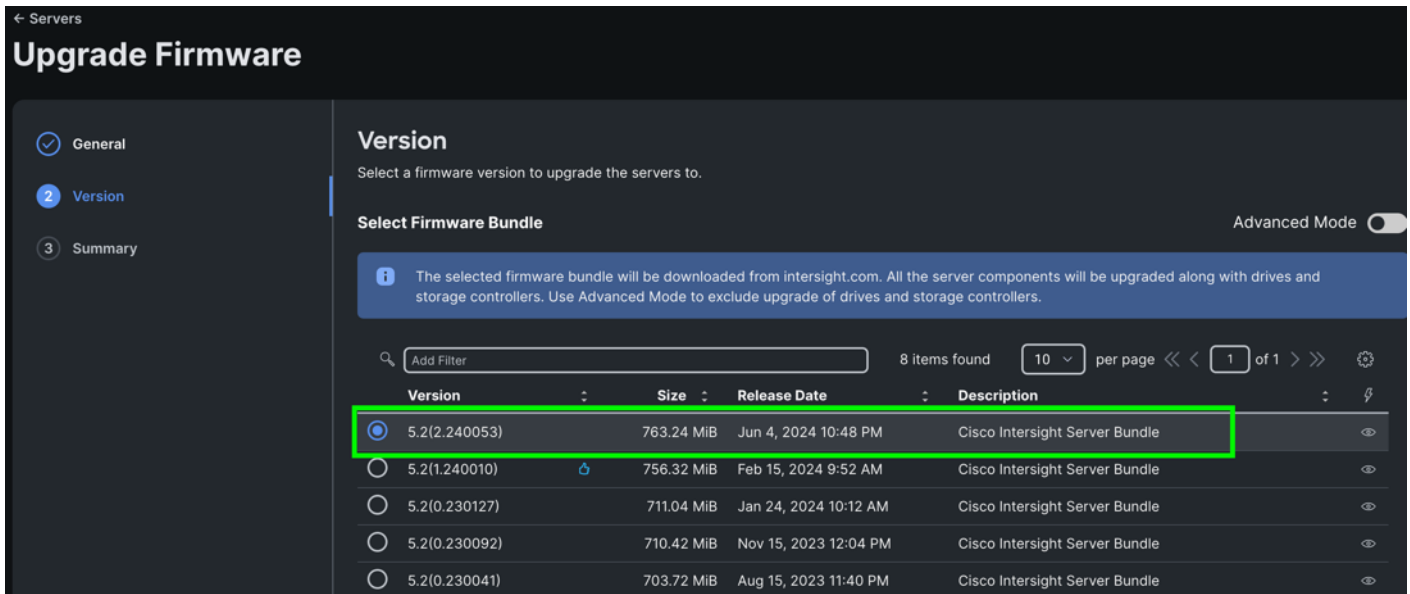 ← Servers
Upgrade Firmware
General
2 Version
3 Summary
Version
Select a firmware version to upgrade the servers to.
Select Firmware Bundle
Advanced Mode
The selected firmware bundle will be downloaded from intersight.com. All the server components will be upgraded along with drives and
storage controllers. Use Advanced Mode to exclude upgrade of drives and storage controllers.
Add Filter 8 items found 10 per page 1 of 1
Version Size Release Date Description
5.2(2.240053) 763.24 MiB Jun 4, 2024 10:48 PM Cisco Intersight Server Bundle
5.2(1.240010) 756.32 MiB Feb 15, 2024 9:52 AM Cisco Intersight Server Bundle
5.2(0.230127) 711.04 MiB Jan 24, 2024 10:12 AM Cisco Intersight Server Bundle
5.2(0.230092) 710.42 MiB Nov 15, 2023 12:04 PM Cisco Intersight Server Bundle
5.2(0.230041) 703.72 MiB Aug 15, 2023 11:40 PM Cisco Intersight Server Bundle